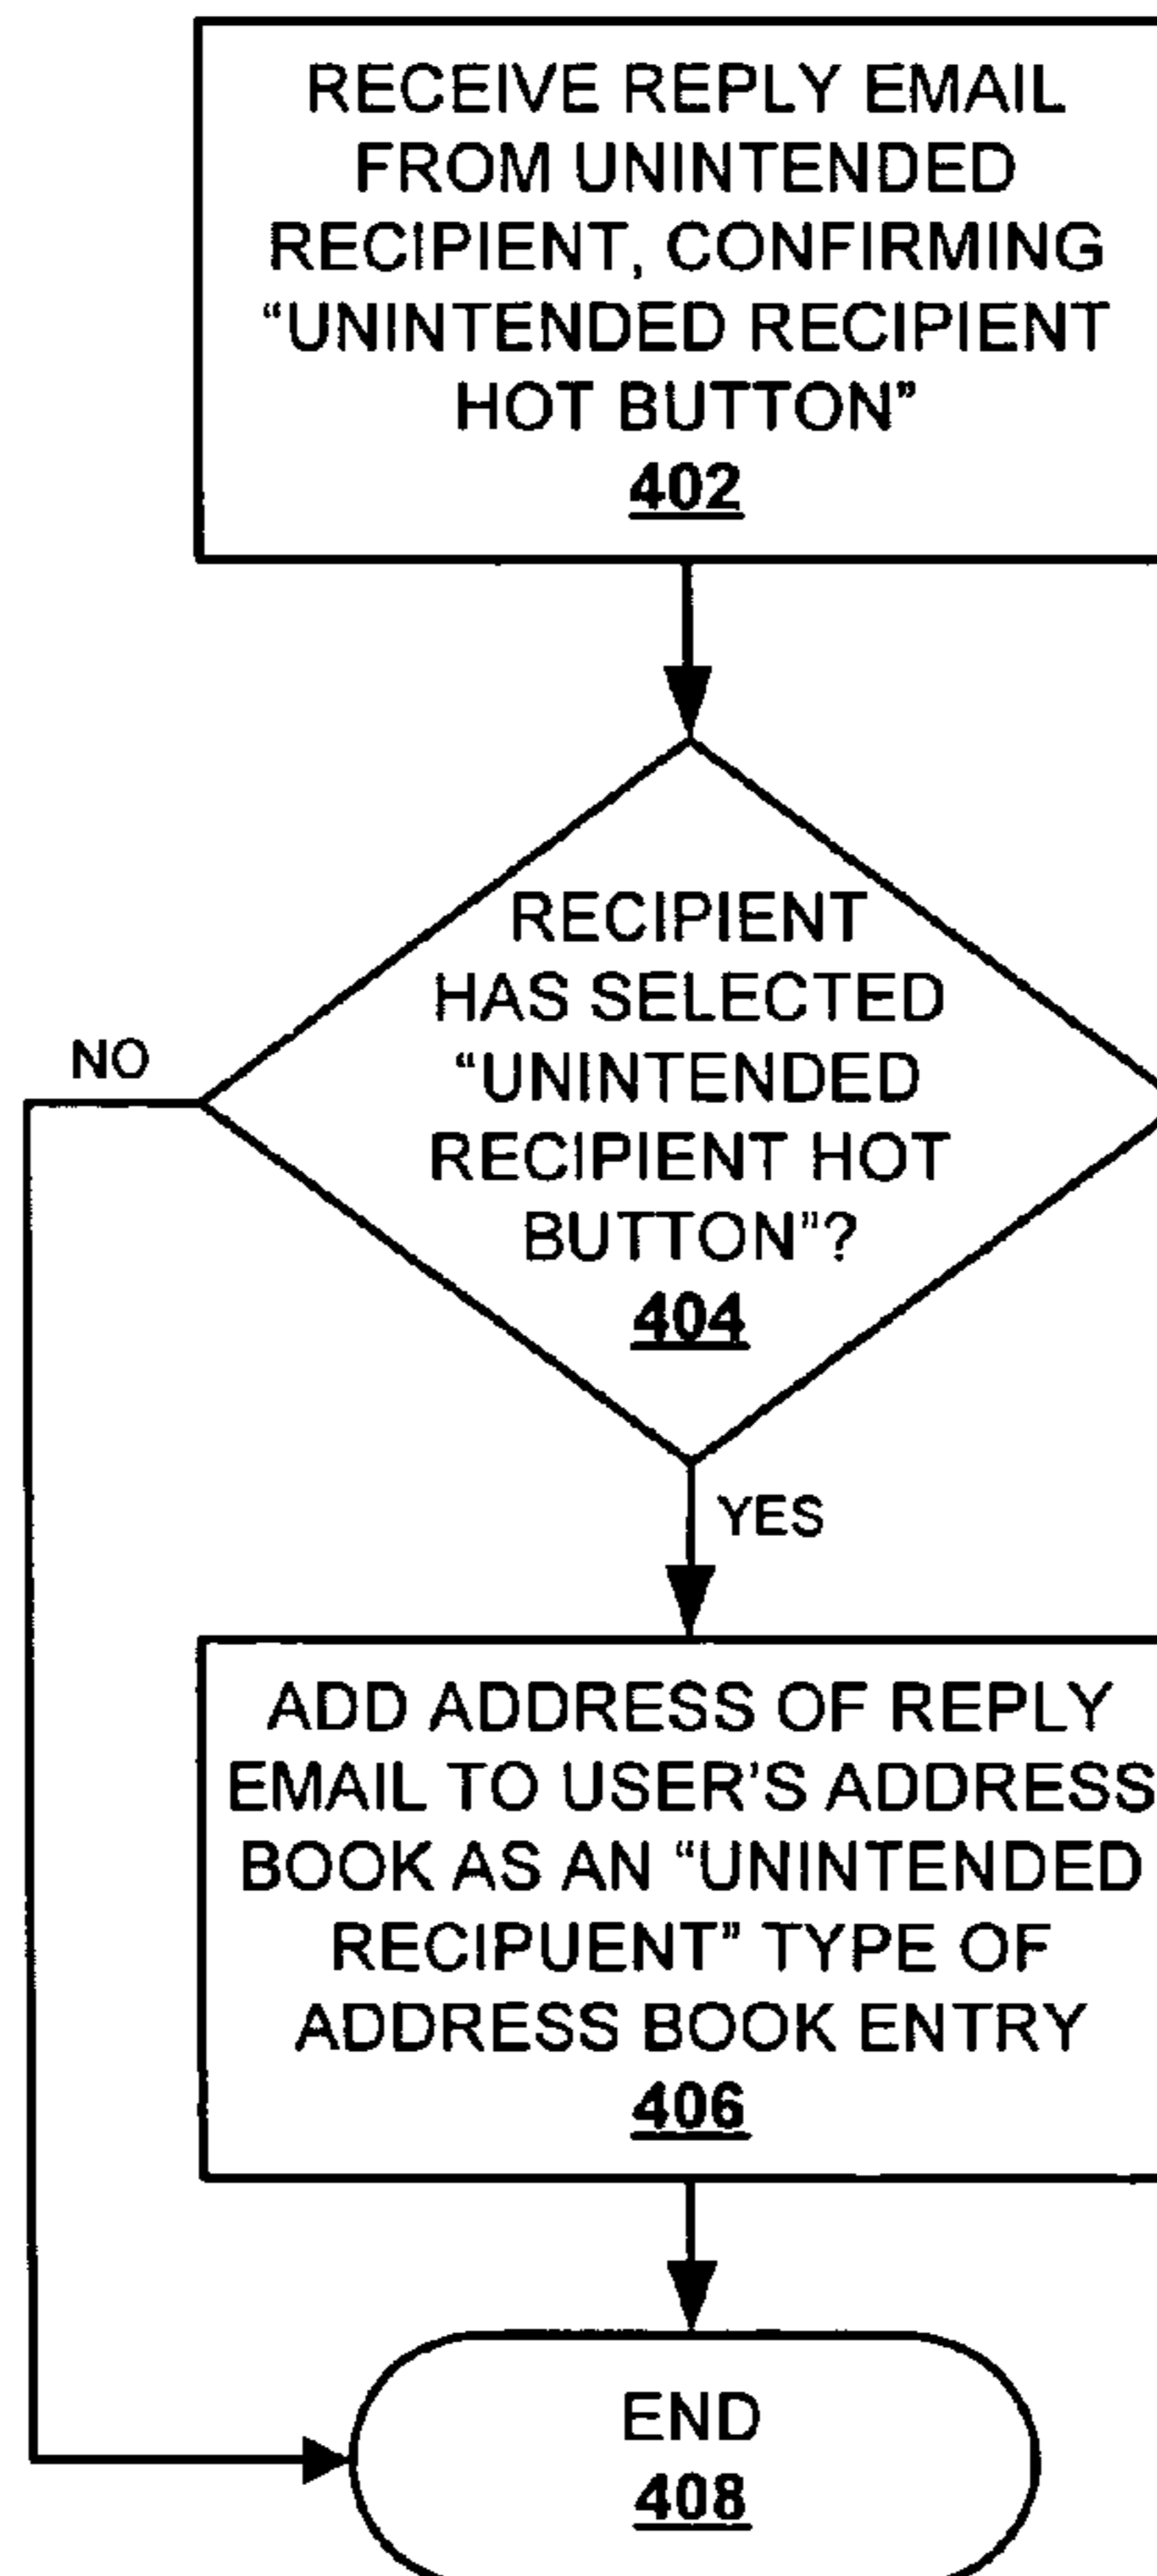 RECEIVE REPLY EMAIL
FROM UNINTENDED
RECIPIENT, CONFIRMING
“UNINTENDED RECIPIENT
HOT BUTTON”
402
RECIPIENT
HAS SELECTED
“UNINTENDED
RECIPIENT HOT
BUTTON”?
404
NO
YES
ADD ADDRESS OF REPLY
EMAIL TO USER’S ADDRESS
BOOK AS AN “UNINTENDED
RECIPUENT” TYPE OF
ADDRESS BOOK ENTRY
406
END
408